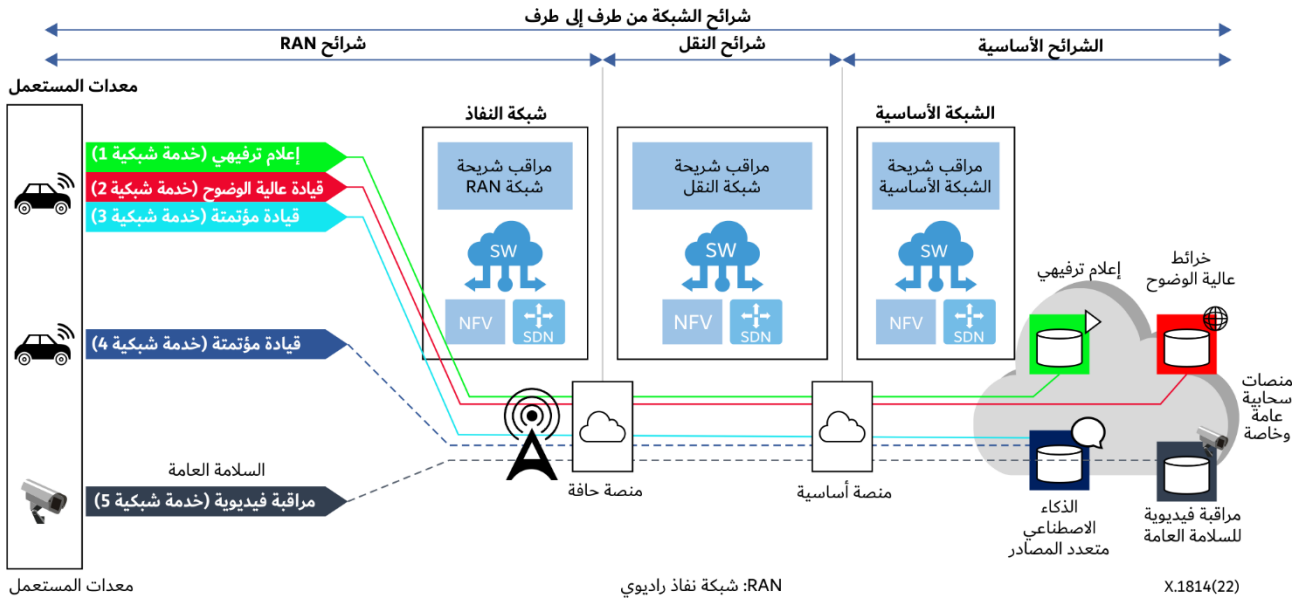 شرائح الشبكة من طرف إلى طرف
شرائح RAN
شرائح النقل
الشرائح الأساسية
معدات المستعمل
شبكة النفاذ
الشبكة الأساسية
إعلام ترفيهي (خدمة شبكية 1)
قيادة عالية الوضوح (خدمة شبكية 2)
قيادة مؤتمتة (خدمة شبكية 3)
مراقب شريحة
شبكة RAN
مراقب شريحة
شبكة النقل
مراقب شريحة
الشبكة الأساسية
SW
SW
SW
NFV
SDN
NFV
SDN
NFV
SDN
إعلام ترفيهي
خرائط
عالية الوضوح
قيادة مؤتمتة (خدمة شبكية 4)
منصات
سحابية
عامة
وخاصة
السلامة العامة
مراقبة فيديوية (خدمة شبكية 5)
منصة حافة
منصة أساسية
الذكاء
الاصطناعي
متعدد المصادر
مراقبة فيديوية
للسلامة العامة
معدات المستعمل
RAN: شبكة نفاذ راديوي
X.1814(22)